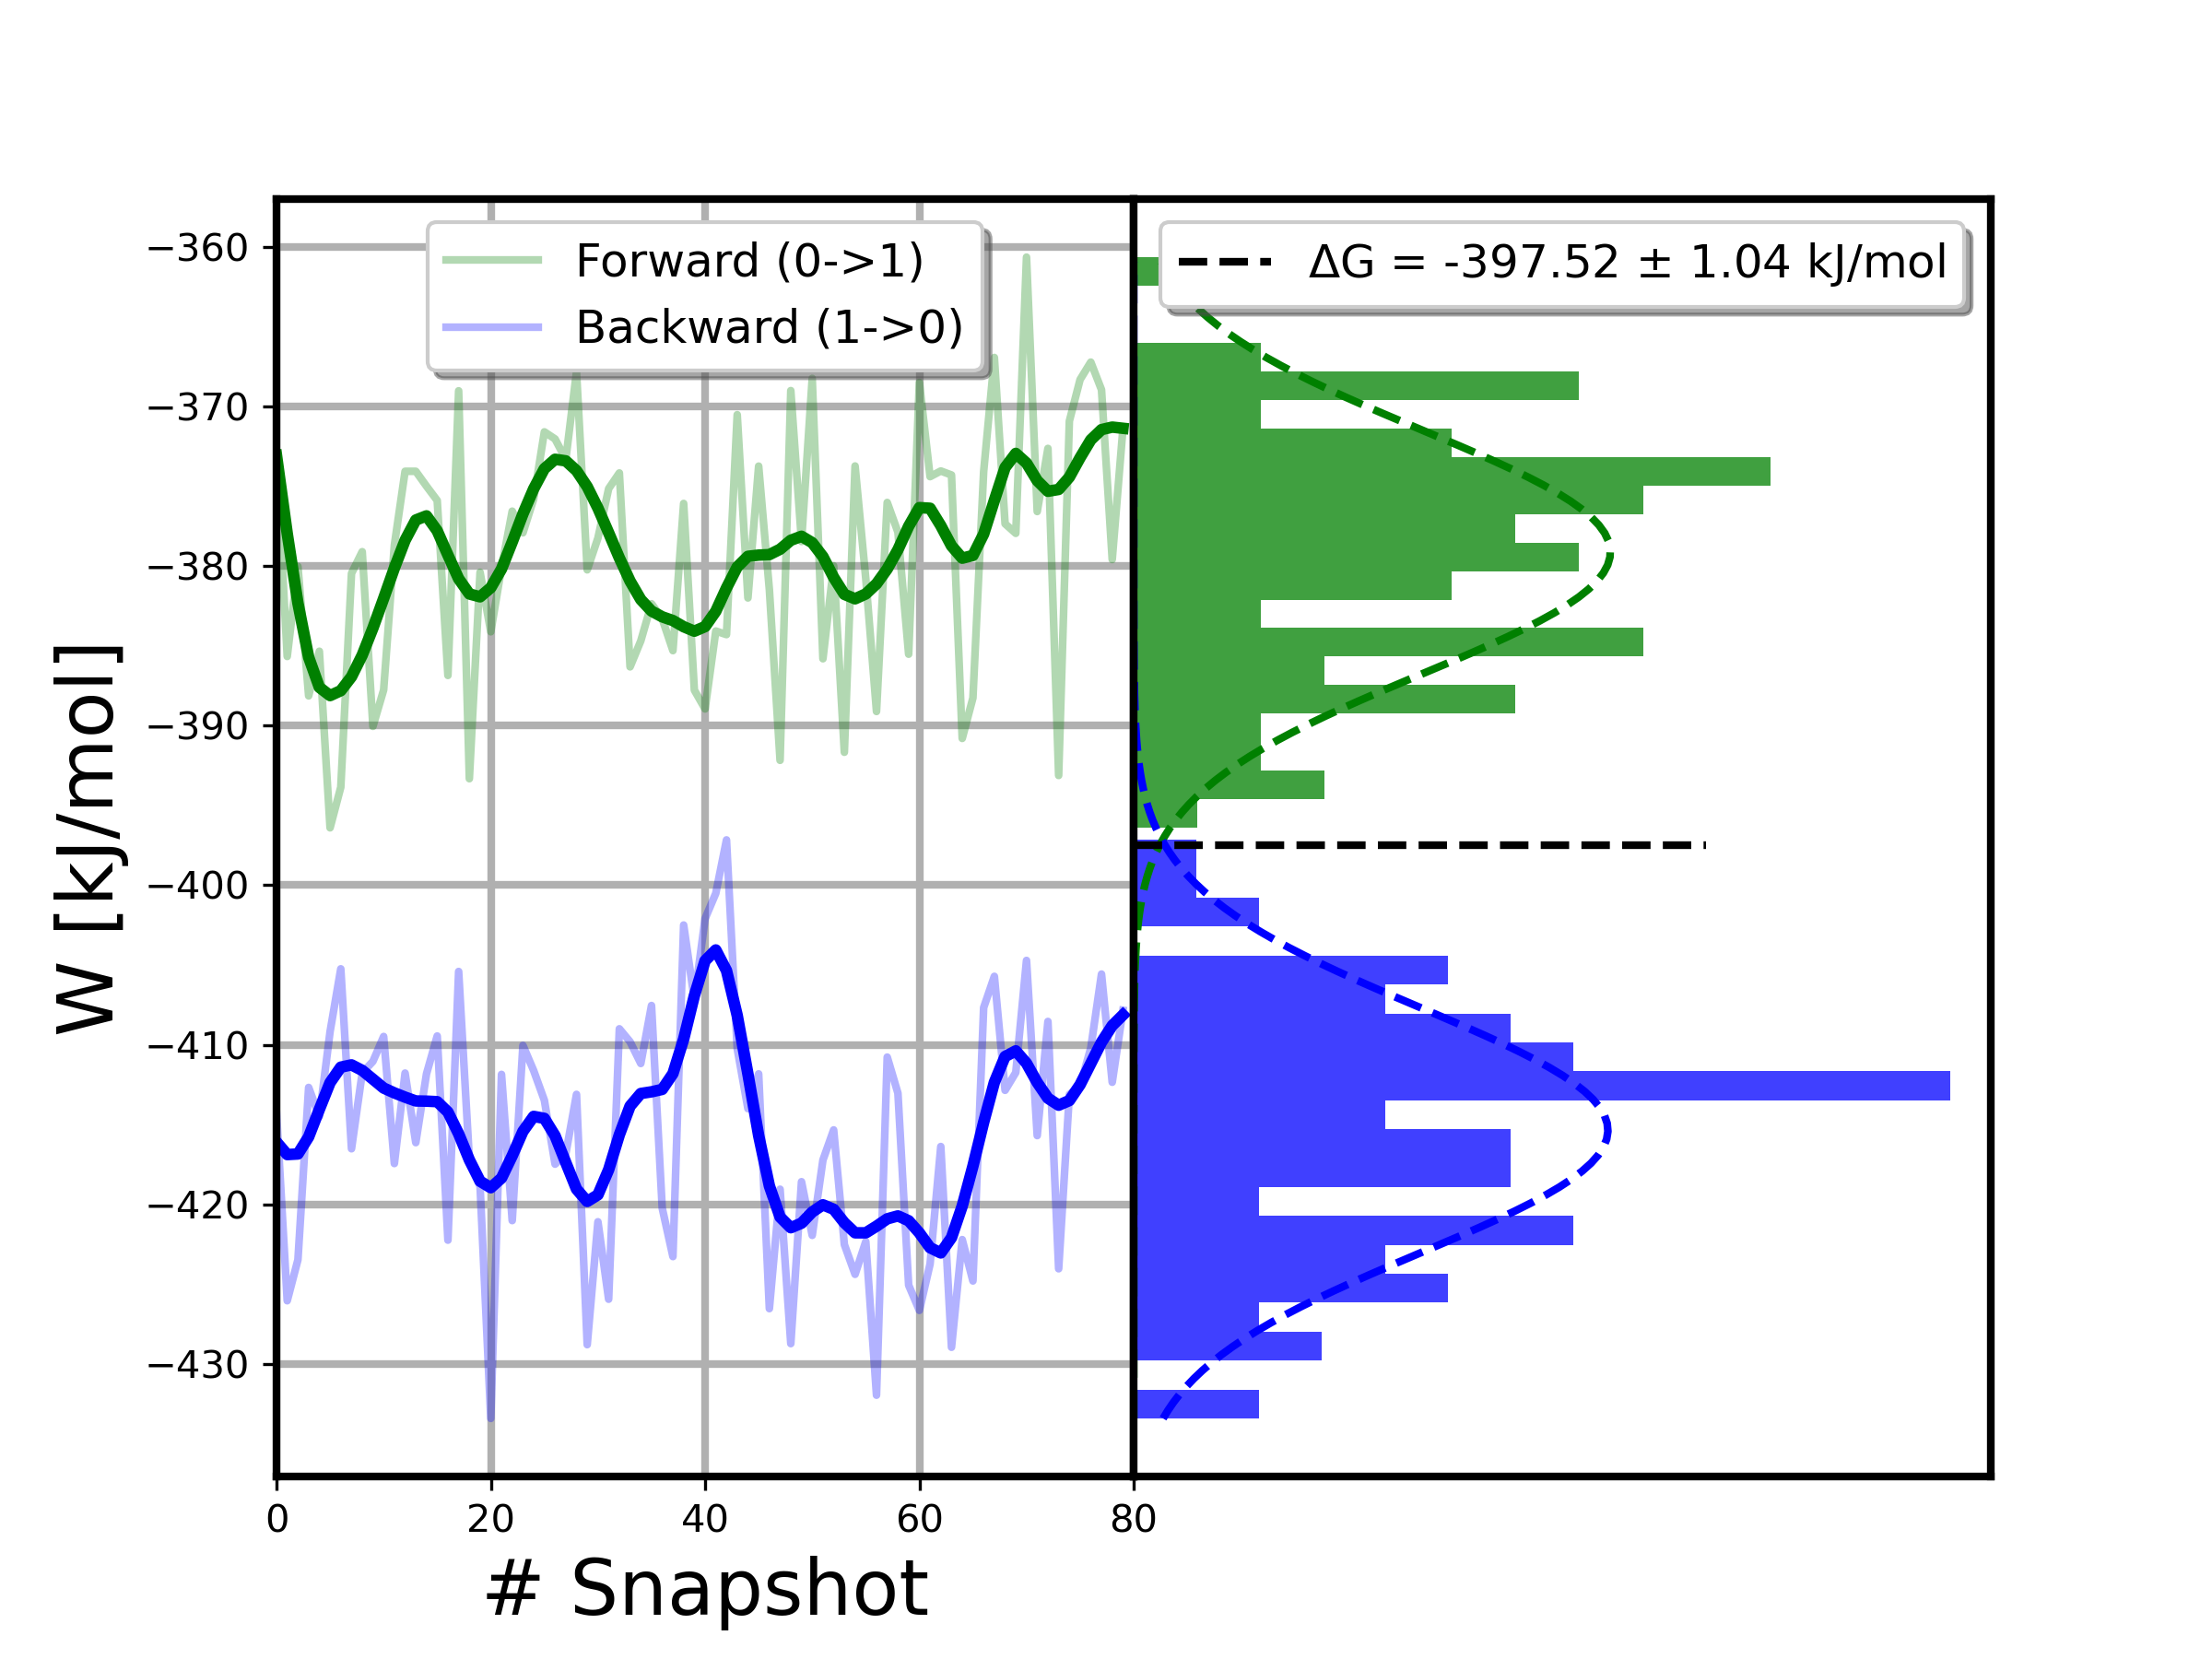 Forward (0->1)
Backward (1->0)
ΔG = -397.52 ± 1.04 kJ/mol
−360
−370
−380
−390
−400
−410
−420
−430
W [kJ/mol]
0 20 40 60 80
# Snapshot